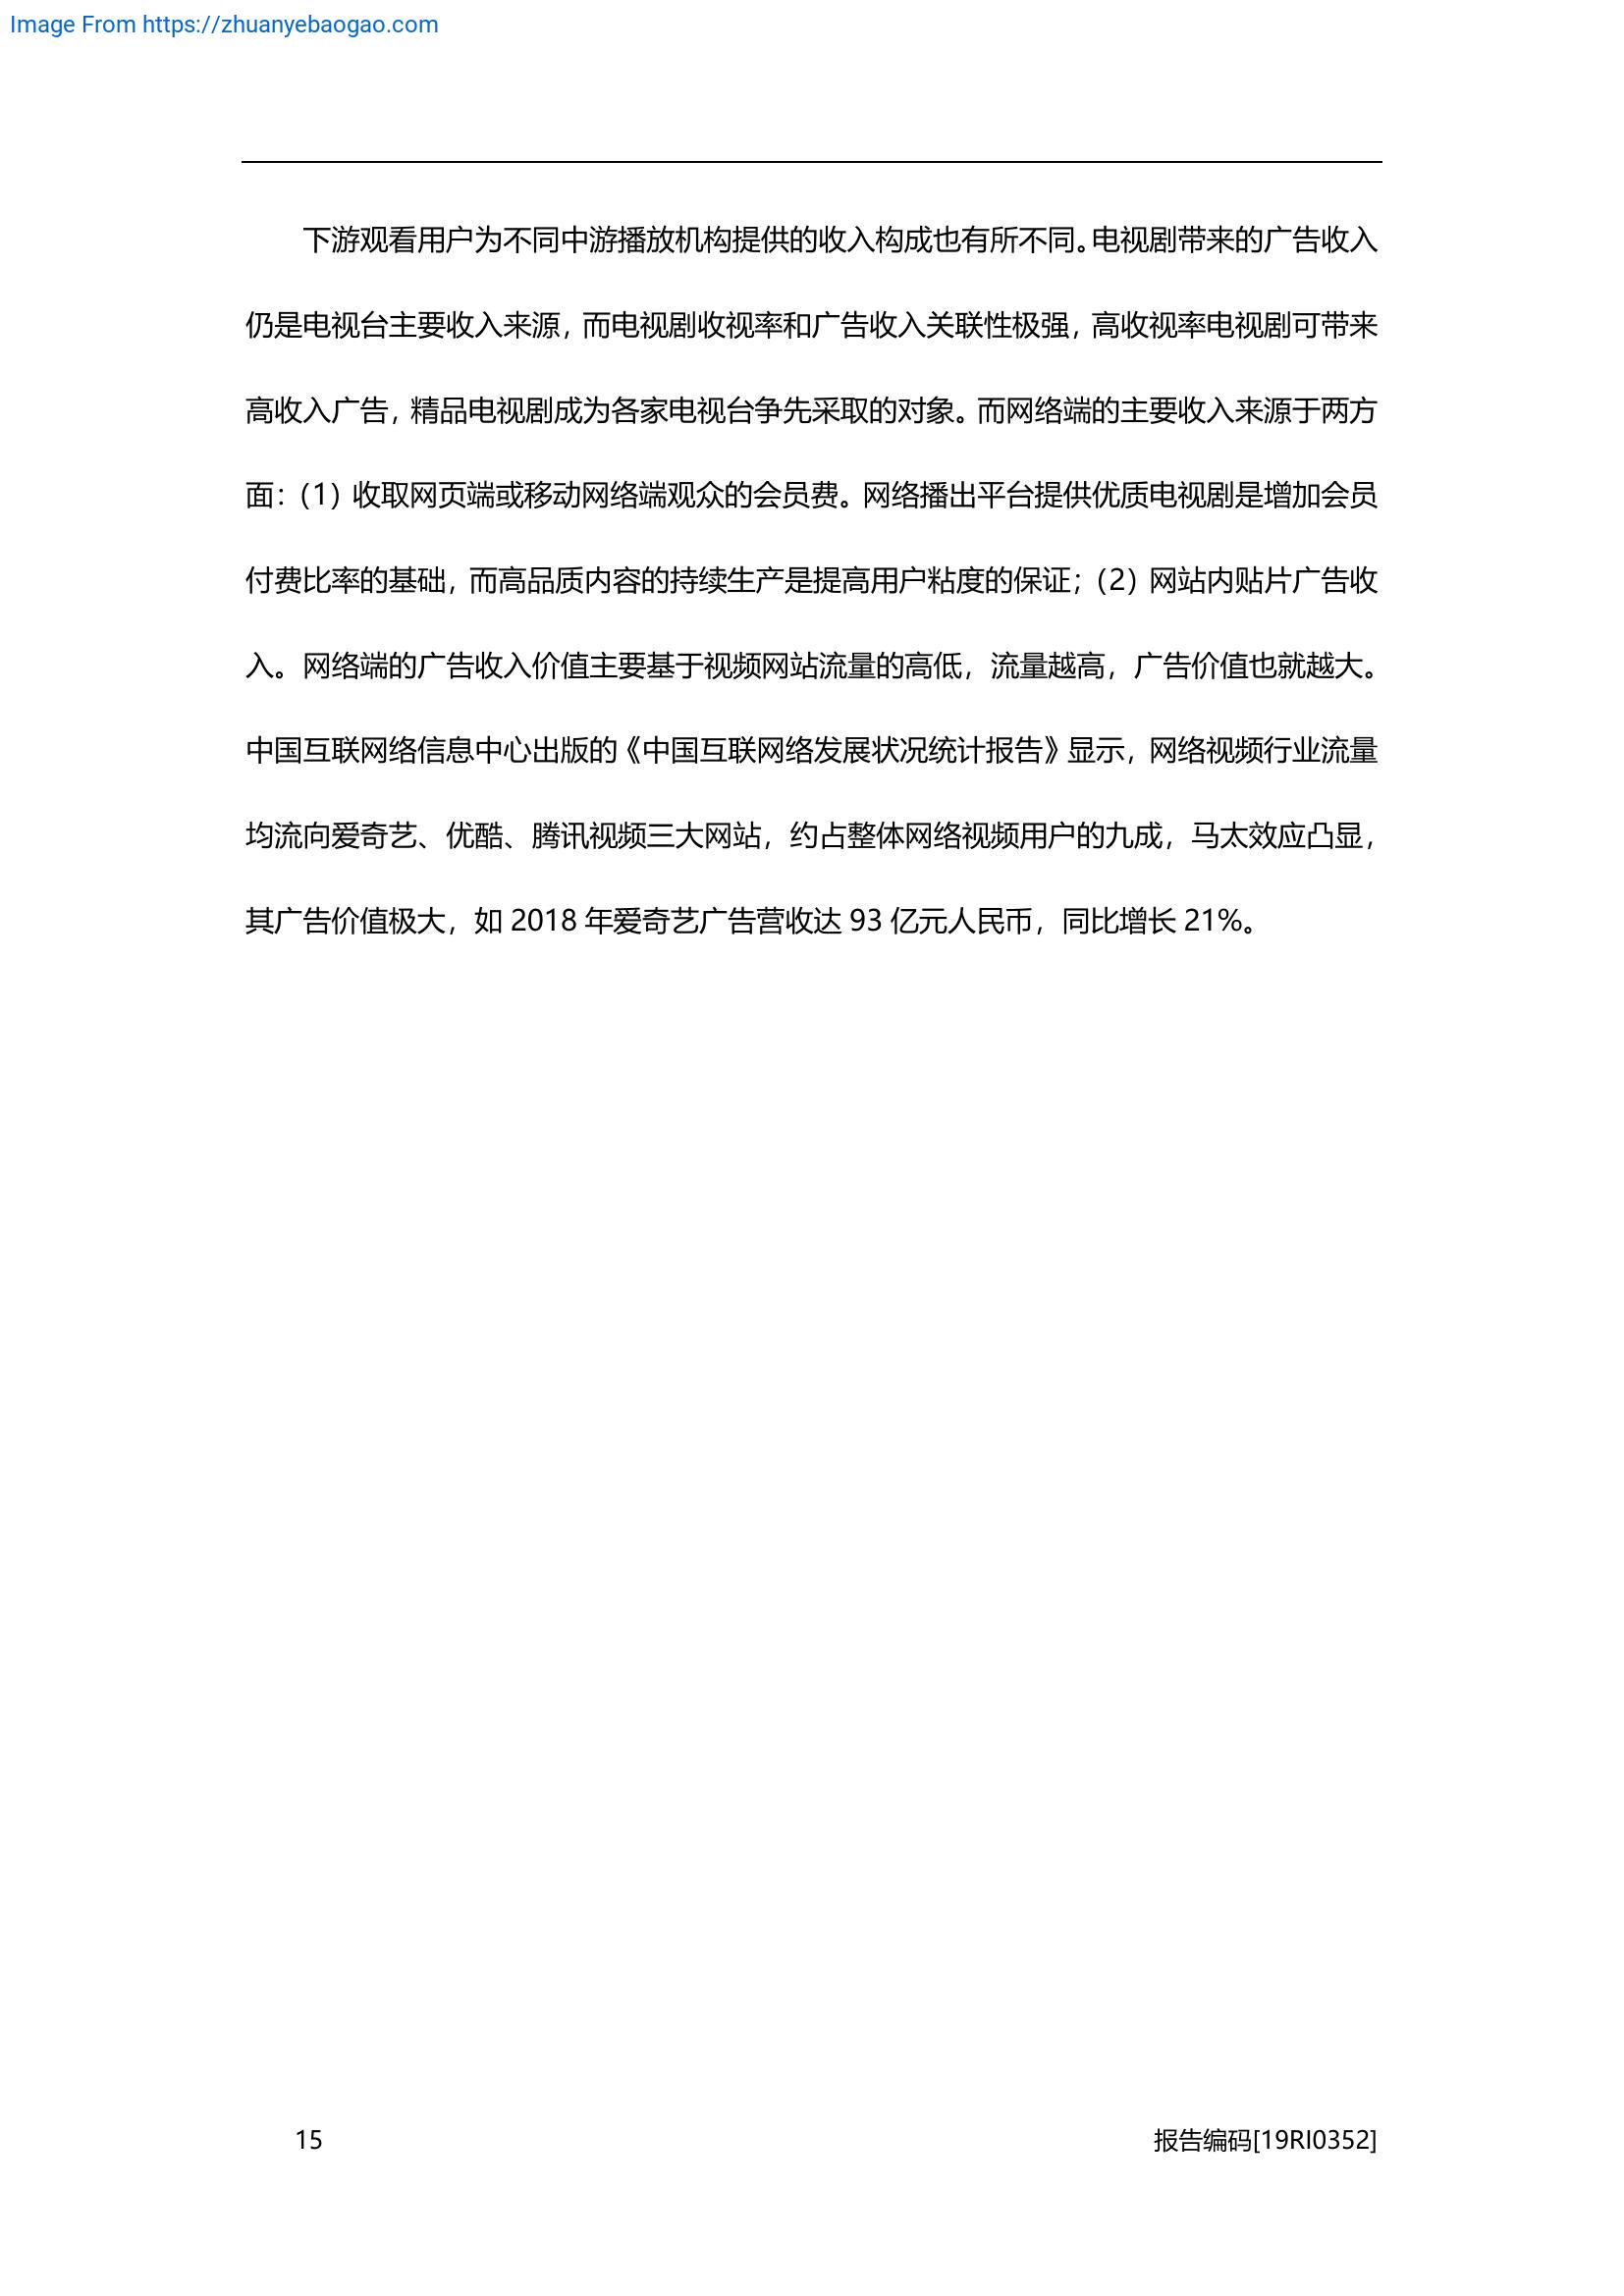 Image From https://zhuanyebaogao.com
下游观看用户为不同中游播放机构提供的收入构成也有所不同。电视剧带来的广告收入
仍是电视台主要收入来源，而电视剧收视率和广告收入关联性极强，高收视率电视剧可带来
高收入广告，精品电视剧成为各家电视台争先采取的对象。而网络端的主要收入来源于两方
面：（1）收取网页端或移动网络端观众的会员费。网络播出平台提供优质电视剧是增加会员
付费比率的基础，而高品质内容的持续生产是提高用户粘度的保证；（2）网站内贴片广告收
入。网络端的广告收入价值主要基于视频网站流量的高低，流量越高，广告价值也就越大。
中国互联网络信息中心出版的《中国互联网络发展状况统计报告》显示，网络视频行业流量
均流向爱奇艺、优酷、腾讯视频三大网站，约占整体网络视频用户的九成，马太效应凸显，
其广告价值极大，如 2018 年爱奇艺广告营收达 93 亿元人民币，同比增长 21%。
15 报告编码[19RI0352]